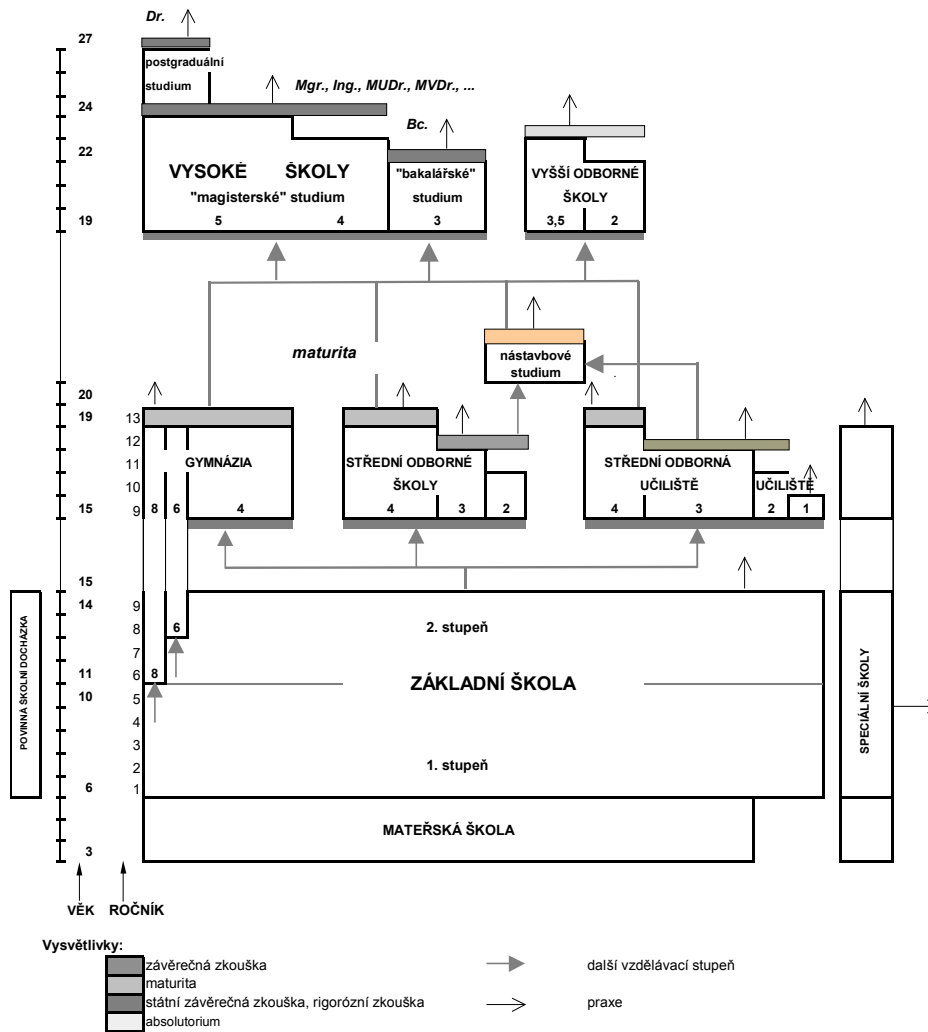 Dr.
27
postgraduální
studium
Mgr., Ing., MUDr., MVDr., ...
24
Bc.
22
VYSOKÉ ŠKOLY
"magisterské" studium
5 4
"bakalářské"
studium
3
VYŠŠÍ ODBORNÉ
ŠKOLY
3,5 2
19
maturita
nástavbové
studium
20
19 13
12
11
10
15 9
GYMNÁZIA
8 6 4
STŘEDNÍ ODBORNÉ
ŠKOLY
4 3 2
STŘEDNÍ ODBORNÁ
UČILIŠTĚ UČILIŠTĚ
4 3 2 1
15
14 9
8
7
11 6
10 5
4
3
2
6 1
3
6
8
2. stupeň
ZÁKLADNÍ ŠKOLA
1. stupeň
MATEŘSKÁ ŠKOLA
POVINNÁ ŠKOLNÍ DOCHÁZKA
SPECIÁLNÍ ŠKOLY
VĚK ROČNÍK
Vysvětlivky:
závěrečná zkouška
maturita
státní závěrečná zkouška, rigorózní zkouška
absolutorium
další vzdělávací stupeň
praxe